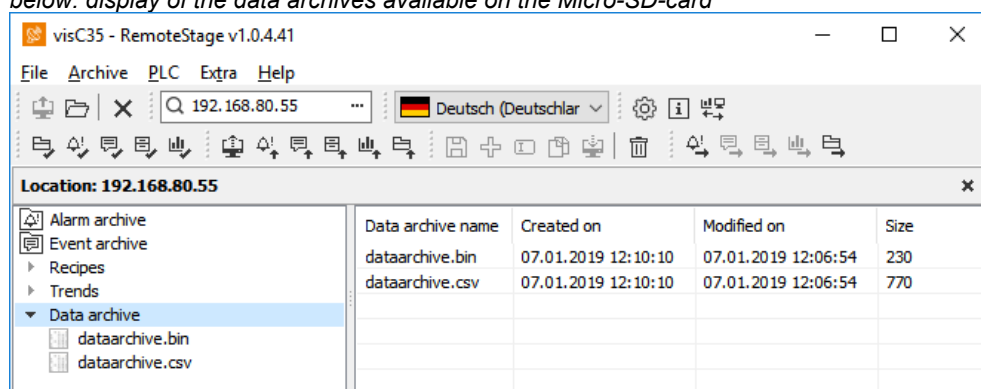 below: display of the data archives available on the Micro-SD-card
visC35 - RemoteStage v1.0.4.41
File Archive PLC Extra Help
192.168.80.55 ... Deutsch (Deutschlar
Location: 192.168.80.55
Alarm archive
Event archive
Recipes
Trends
Data archive
dataarchive.bin
dataarchive.csv
Data archive name Created on Modified on Size
dataarchive.bin 07.01.2019 12:10:10 07.01.2019 12:06:54 230
dataarchive.csv 07.01.2019 12:10:10 07.01.2019 12:06:54 770